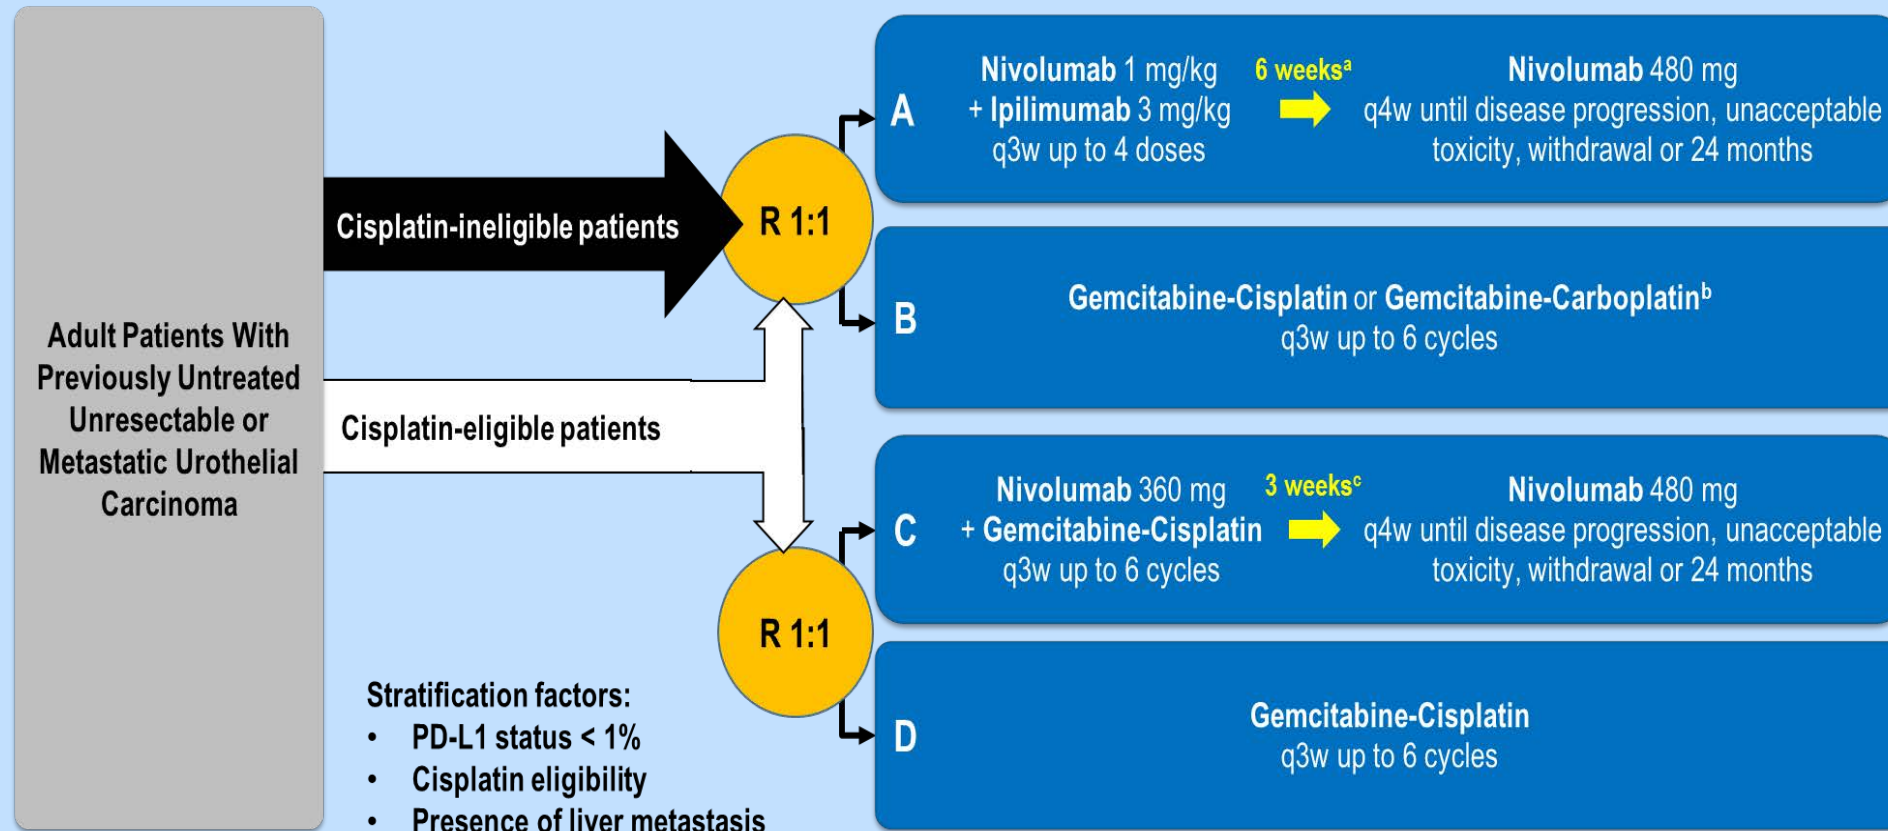 Adult Patients With
Previously Untreated
Unresectable or
Metastatic Urothelial
Carcinoma
Cisplatin-ineligible patients
Cisplatin-eligible patients
R 1:1
R 1:1
Stratification factors:
• PD-L1 status < 1%
• Cisplatin eligibility
• Presence of liver metastasis
A
Nivolumab 1 mg/kg
+ Ipilimumab 3 mg/kg
q3w up to 4 doses
6 weeksᵃ
Nivolumab 480 mg
q4w until disease progression, unacceptable
toxicity, withdrawal or 24 months
B
Gemcitabine-Cisplatin or Gemcitabine-Carboplatinᵇ
q3w up to 6 cycles
C
Nivolumab 360 mg
+ Gemcitabine-Cisplatin
q3w up to 6 cycles
3 weeksᶜ
Nivolumab 480 mg
q4w until disease progression, unacceptable
toxicity, withdrawal or 24 months
D
Gemcitabine-Cisplatin
q3w up to 6 cycles